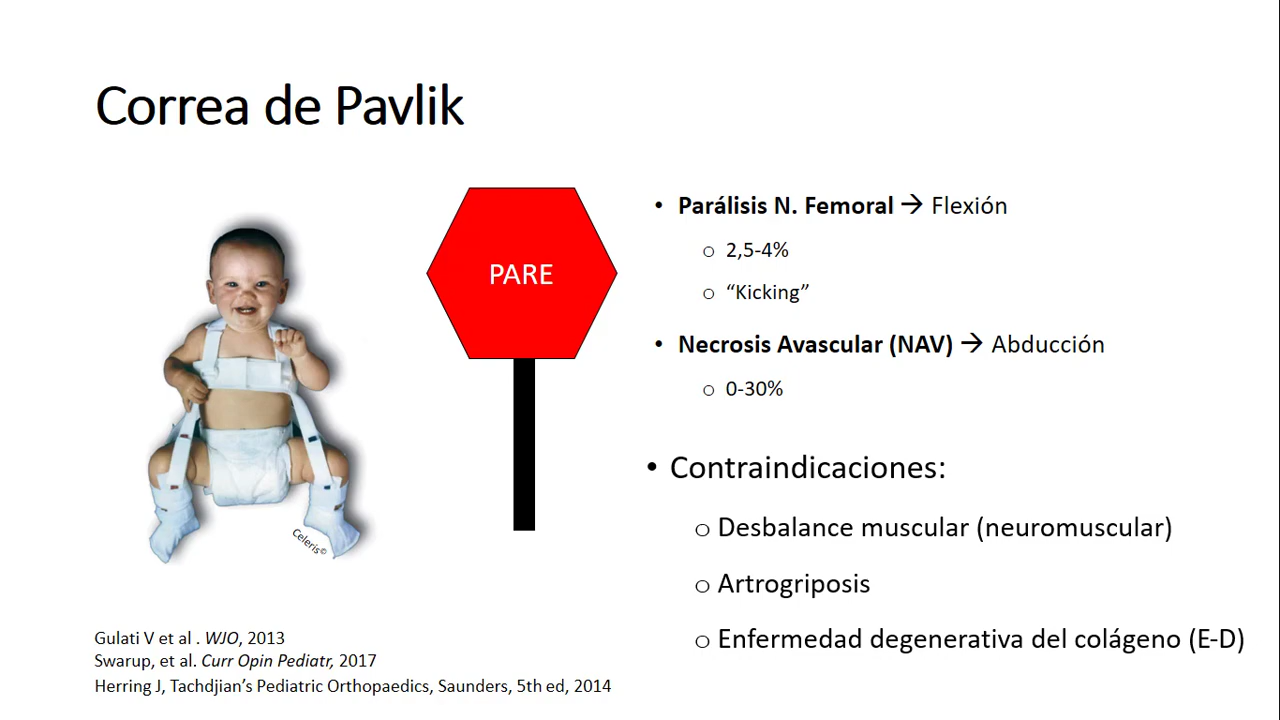 Correa de Pavlik
PARE
• Parálisis N. Femoral → Flexión
o 2,5-4%
o “Kicking”
• Necrosis Avascular (NAV) → Abducción
o 0-30%
• Contraindicaciones:
o Desbalance muscular (neuromuscular)
o Artrogriposis
o Enfermedad degenerativa del colágeno (E-D)
Celeris©
Gulati V et al . WJO, 2013
Swarup, et al. Curr Opin Pediatr, 2017
Herring J, Tachdjian’s Pediatric Orthopaedics, Saunders, 5th ed, 2014